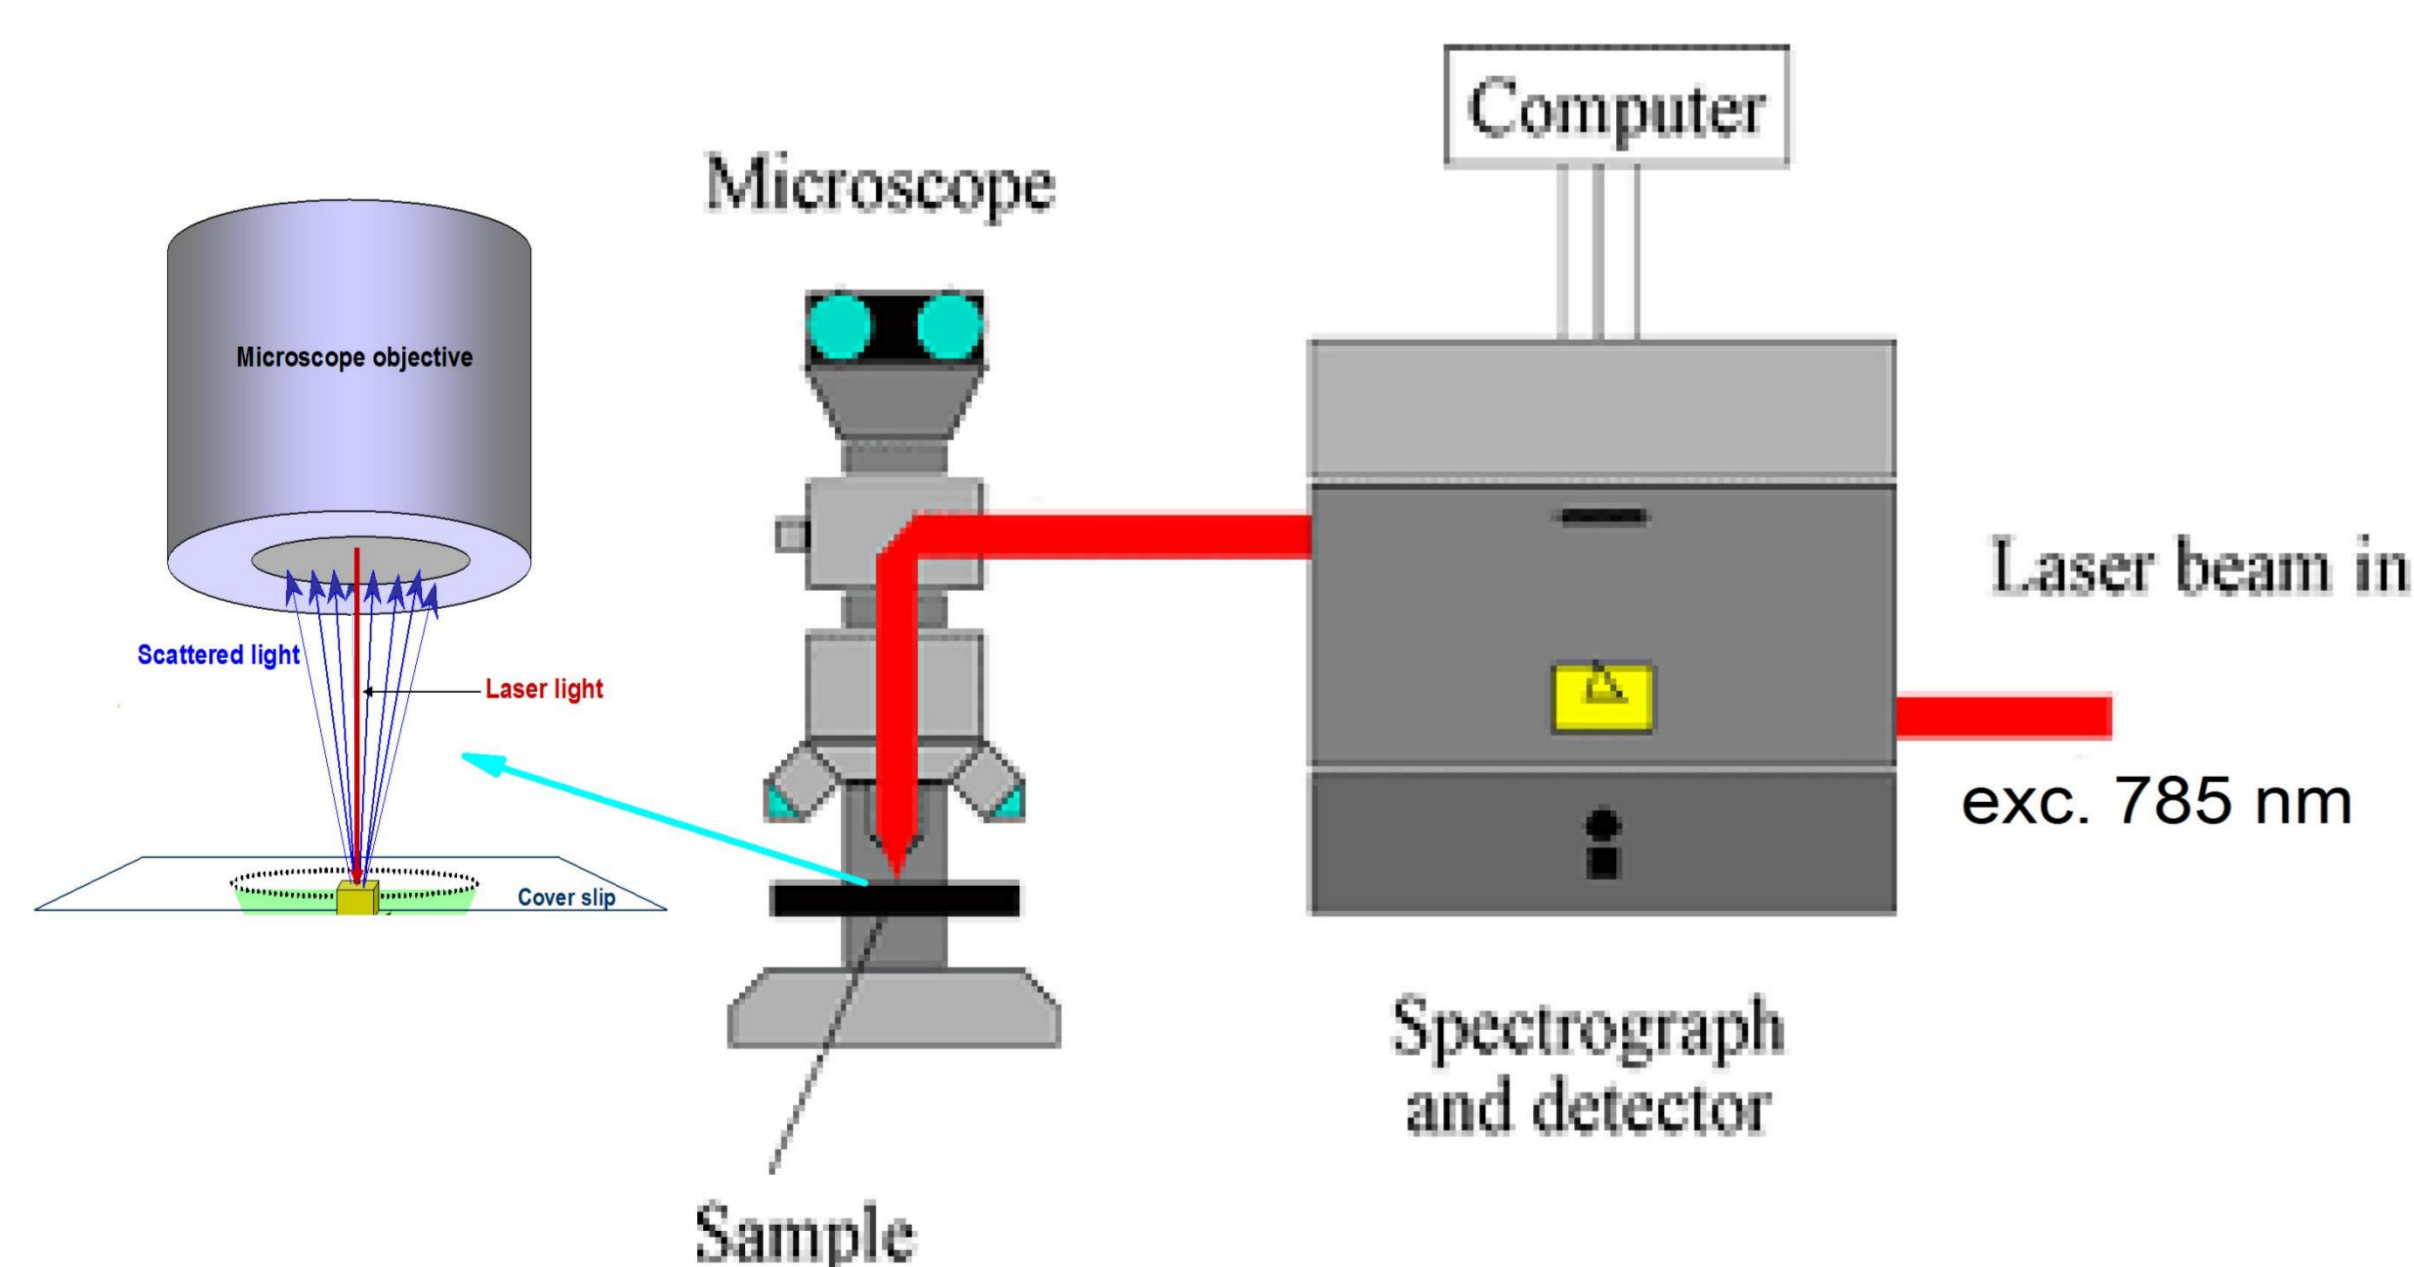 Computer
Microscope
Microscope objective
Laser beam in
Scattered light
Laser light
exc. 785 nm
Cover slip
Spectrograph
and detector
Sample